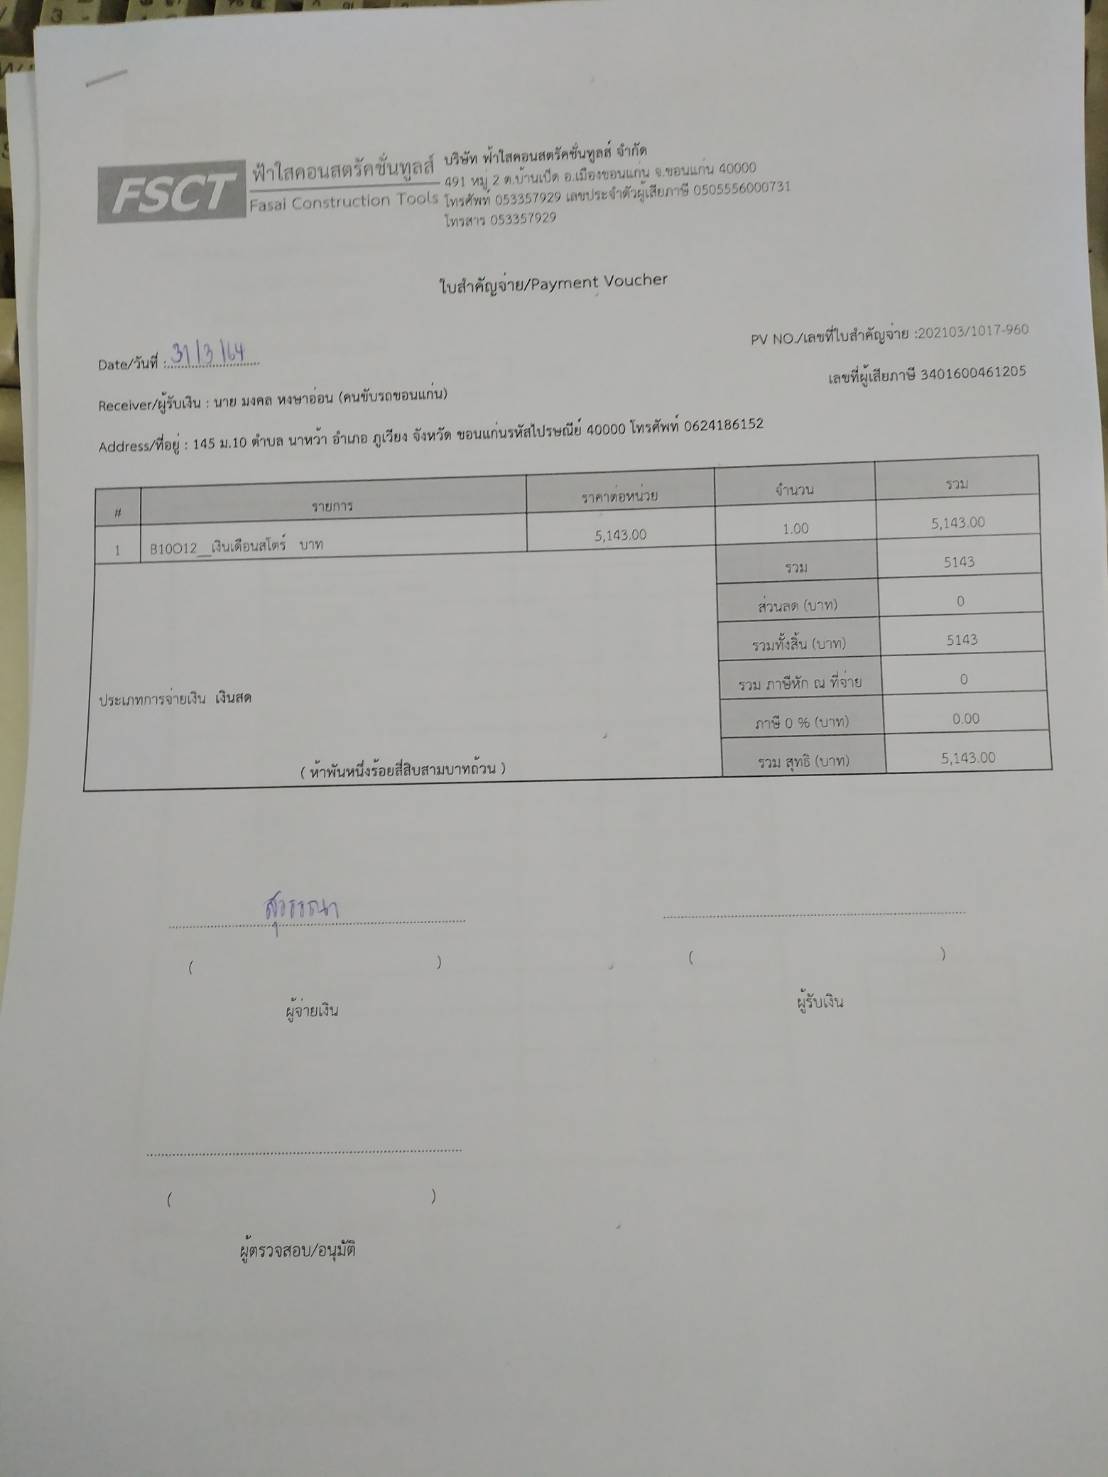 FSCT
ฟ้าใสคอนสตรัคชั่นทูลส์
Fasai Construction Tools
บริษัท ฟ้าใสคอนสตรัคชั่นทูลส์ จำกัด
491 หมู่ 2 ต.บ้านเป็ด อ.เมืองขอนแก่น จ.ขอนแก่น 40000
โทรศัพท์ 053357929 เลขประจำตัวผู้เสียภาษี 0505556000731
โทรสาร 053357929
ใบสำคัญจ่าย/Payment Voucher
PV NO./เลขที่ใบสำคัญจ่าย :202103/1017-960
Date/วันที่ : 31/3/64
เลขที่ผู้เสียภาษี 3401600461205
Receiver/ผู้รับเงิน : นาย มงคล หงษาอ่อน (คนขับรถขอนแก่น)
Address/ที่อยู่ : 145 ม.10 ตำบล นาหว้า อำเภอ ภูเวียง จังหวัด ขอนแก่นรหัสไปรษณีย์ 40000 โทรศัพท์ 0624186152
# รายการ ราคาต่อหน่วย จำนวน รวม
1 B10012__เงินเดือนสโตร์ บาท 5,143.00 1.00 5,143.00
รวม 5143
ส่วนลด (บาท) 0
รวมทั้งสิ้น (บาท) 5143
ประเภทการจ่ายเงิน เงินสด
รวม ภาษีหัก ณ ที่จ่าย 0
ภาษี 0 % (บาท) 0.00
( ห้าพันหนึ่งร้อยสี่สิบสามบาทถ้วน )
รวม สุทธิ (บาท) 5,143.00
สุวรรณา
( ) ( )
ผู้จ่ายเงิน ผู้รับเงิน
( )
ผู้ตรวจสอบ/อนุมัติ